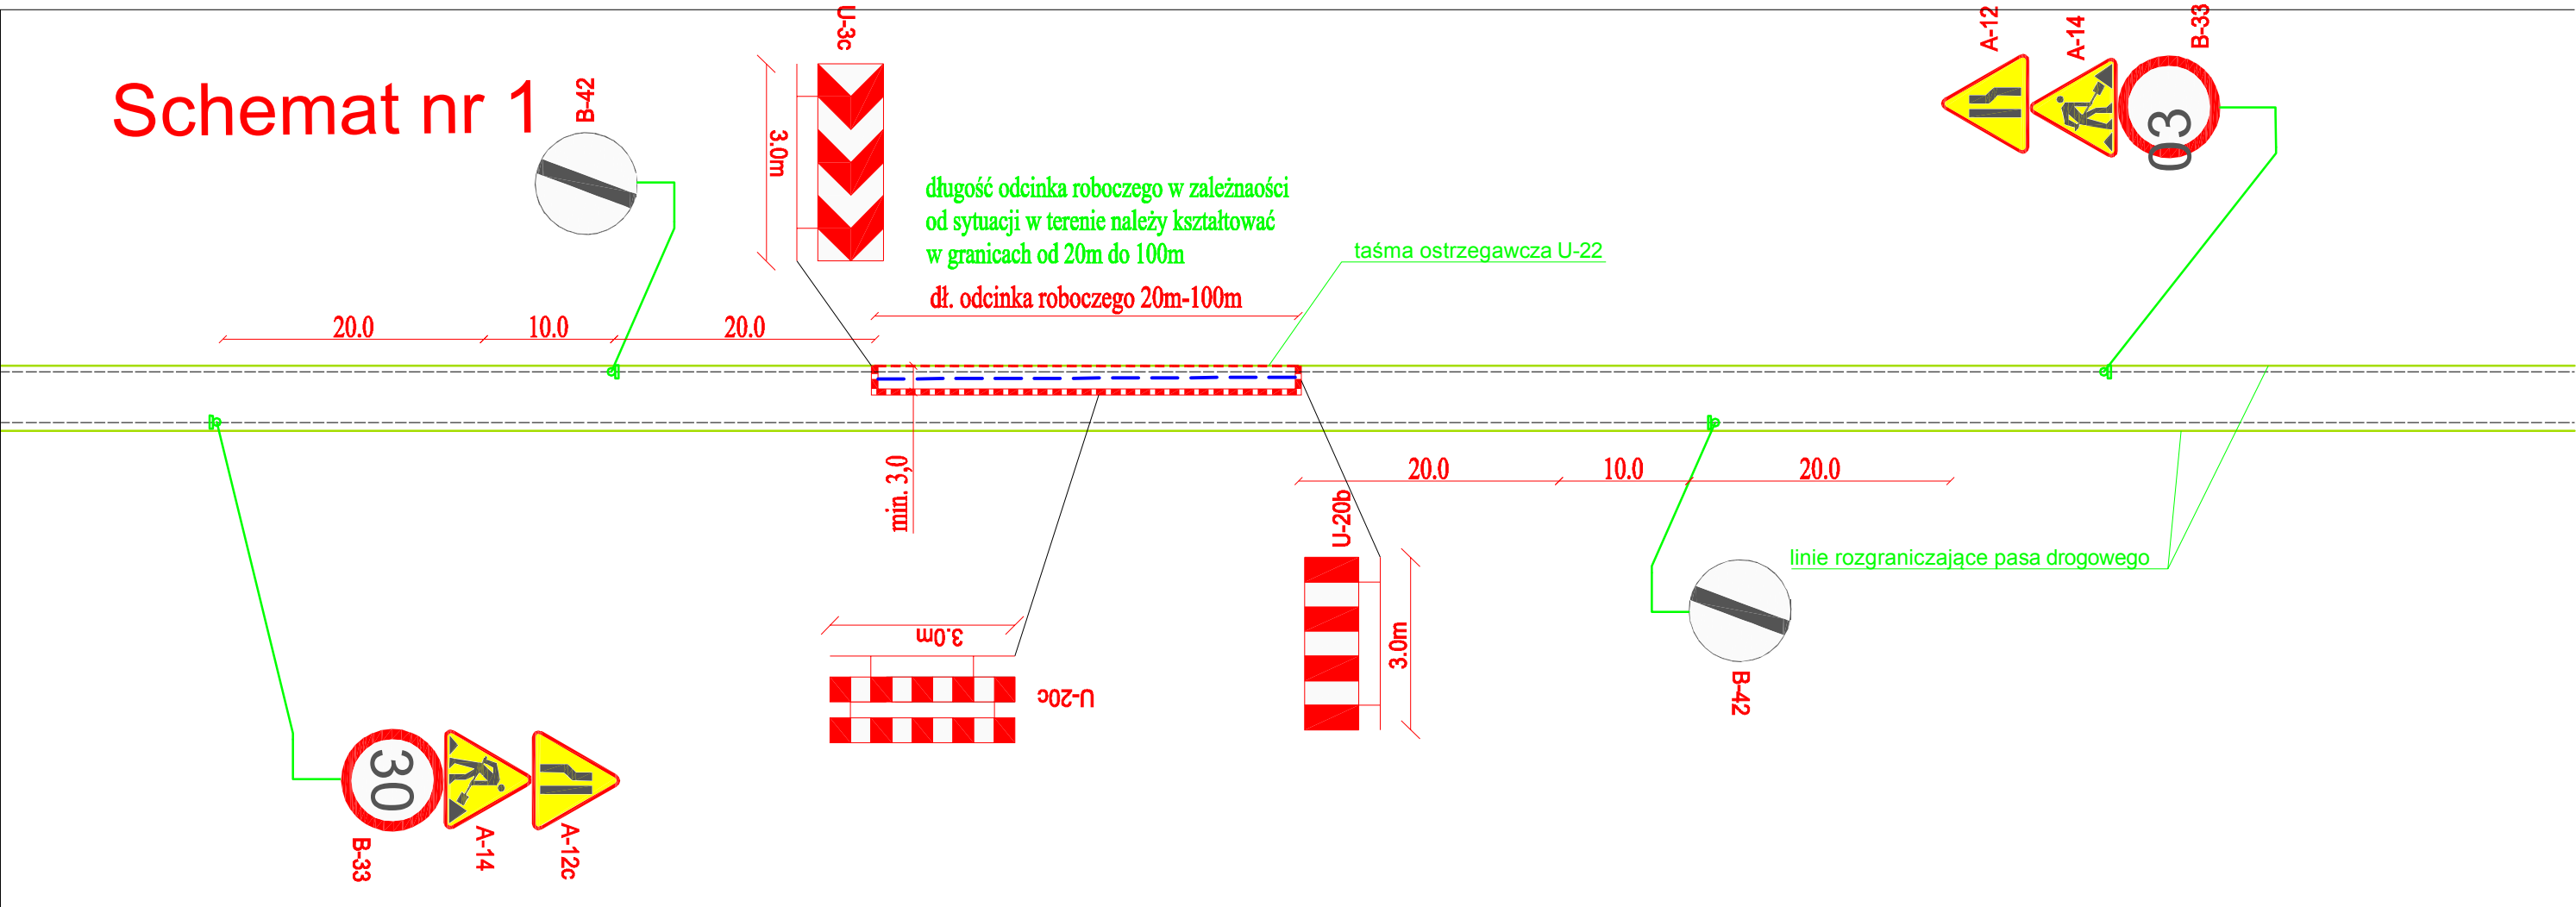 Schemat nr 1
B-42
U-3c
3.0m
A-12
A-14
B-33
30
długość odcinka roboczego w zależnaości
od sytuacji w terenie należy kształtować
w granicach od 20m do 100m
taśma ostrzegawcza U-22
dł. odcinka roboczego 20m-100m
20.0
10.0
20.0
min. 3,0
20.0
10.0
20.0
U-20b
3.0m
linie rozgraniczające pasa drogowego
3.0m
U-20c
B-42
30
B-33
A-14
A-12c